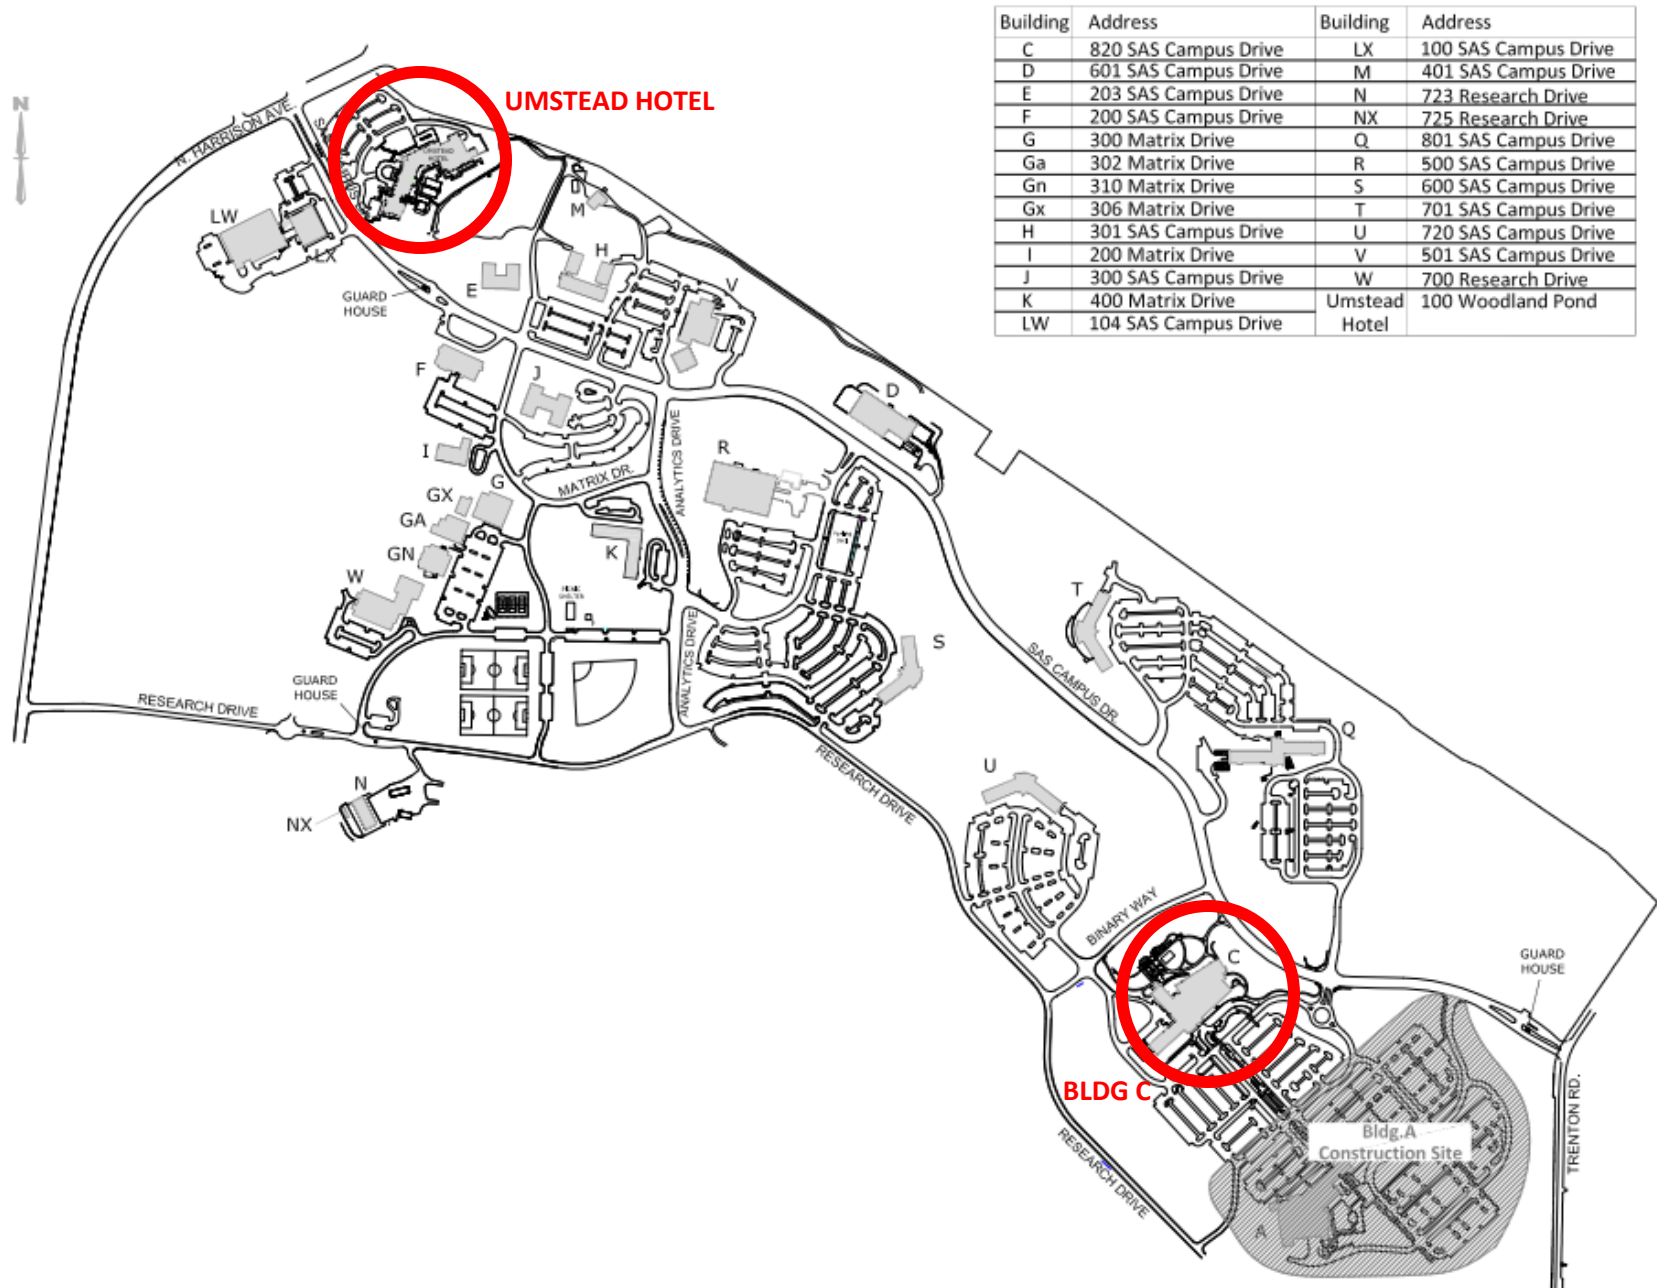 Building Address Building Address
C 820 SAS Campus Drive LX 100 SAS Campus Drive
D 601 SAS Campus Drive M 401 SAS Campus Drive
E 203 SAS Campus Drive N 723 Research Drive
F 200 SAS Campus Drive NX 725 Research Drive
G 300 Matrix Drive Q 801 SAS Campus Drive
Ga 302 Matrix Drive R 500 SAS Campus Drive
Gn 310 Matrix Drive S 600 SAS Campus Drive
Gx 306 Matrix Drive T 701 SAS Campus Drive
H 301 SAS Campus Drive U 720 SAS Campus Drive
I 200 Matrix Drive V 501 SAS Campus Drive
J 300 SAS Campus Drive W 700 Research Drive
K 400 Matrix Drive Umstead 100 Woodland Pond
LW 104 SAS Campus Drive Hotel
N
UMSTEAD HOTEL
N. HARRISON AVE.
UMSTEAD
HOTEL
M
LW
LX
H
E
GUARD
HOUSE
V
F
J
D
I
R
ANALYTICS DRIVE
MATRIX DR.
G
GX
GA
GN
K
W
T
S
ANALYTICS DRIVE
SAS CAMPUS DR.
GUARD
HOUSE
RESEARCH DRIVE
Q
U
RESEARCH DRIVE
N
NX
BINARY WAY
C
GUARD
HOUSE
BLDG C
TRENTON RD.
Bldg.A
Construction Site
RESEARCH DRIVE
A